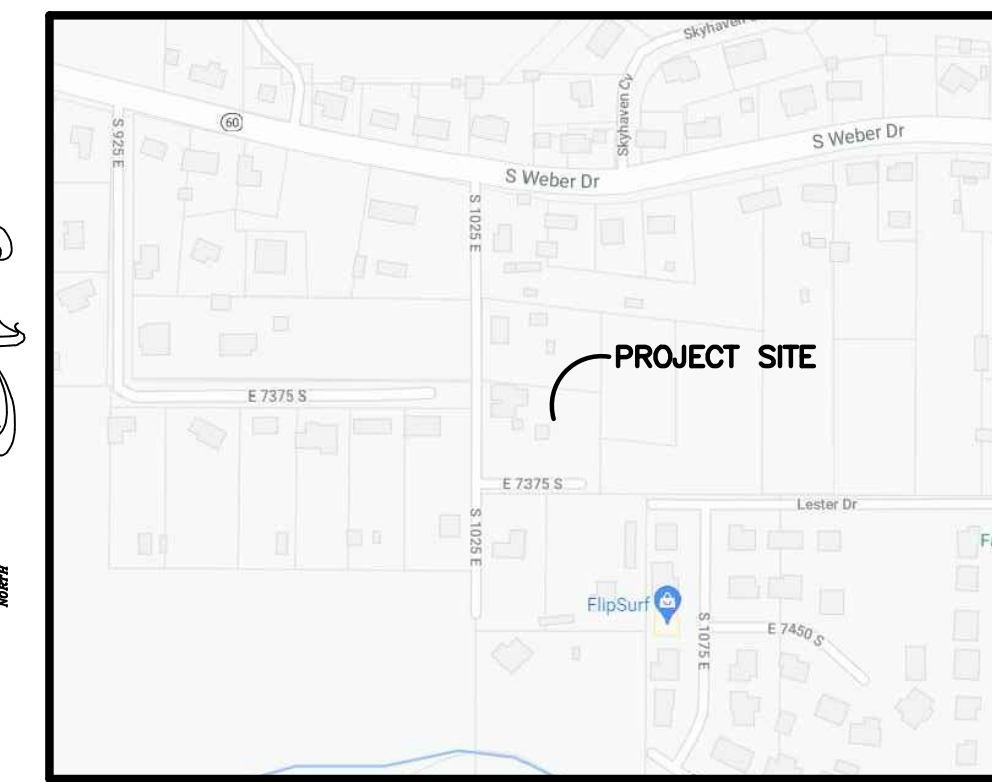 Skyhaven
Skyhaven Cv
S 925 E
60
S Weber Dr
S Weber Dr
S 1025 E
PROJECT SITE
E 7375 S
E 7375 S
Lester Dr
S 1025 E
NORTH
FlipSurf
S 1075 E
E 7450 S